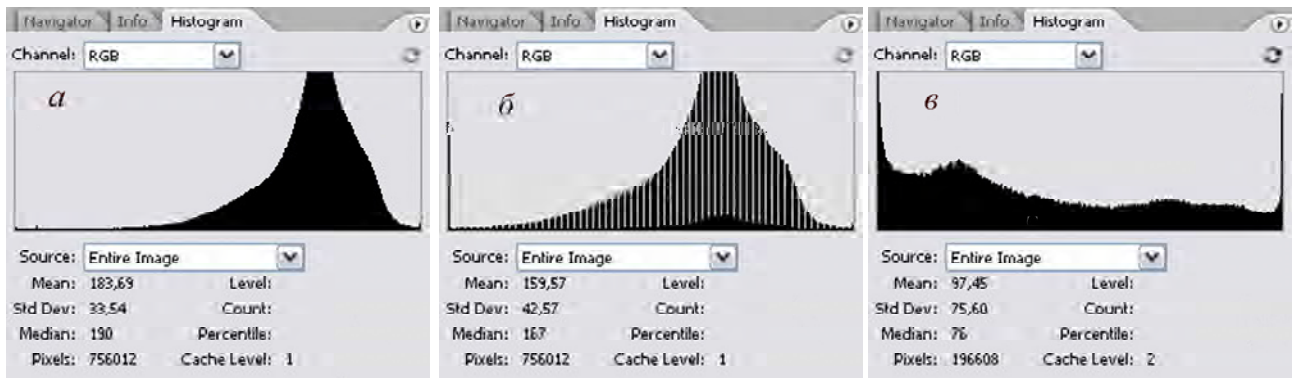 Navigator Info Histogram
Channel: RGB
а
Source: Entire Image
Mean: 183,69 Level:
Std Dev: 33,54 Count:
Median: 190 Percentile:
Pixels: 756012 Cache Level: 1
Navigator Info Histogram
Channel: RGB
б
Source: Entire Image
Mean: 159,57 Level:
Std Dev: 42,57 Count:
Median: 167 Percentile:
Pixels: 756012 Cache Level: 1
Navigator Info Histogram
Channel: RGB
в
Source: Entire Image
Mean: 97,45 Level:
Std Dev: 75,60 Count:
Median: 76 Percentile:
Pixels: 196608 Cache Level: 2